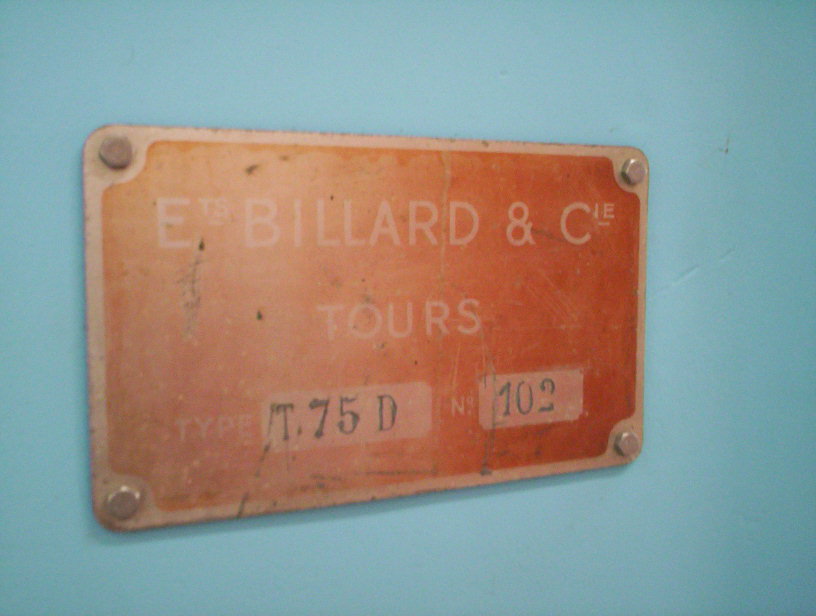 ETS BILLARD & CIE
TOURS
TYPE T.75 D No 102